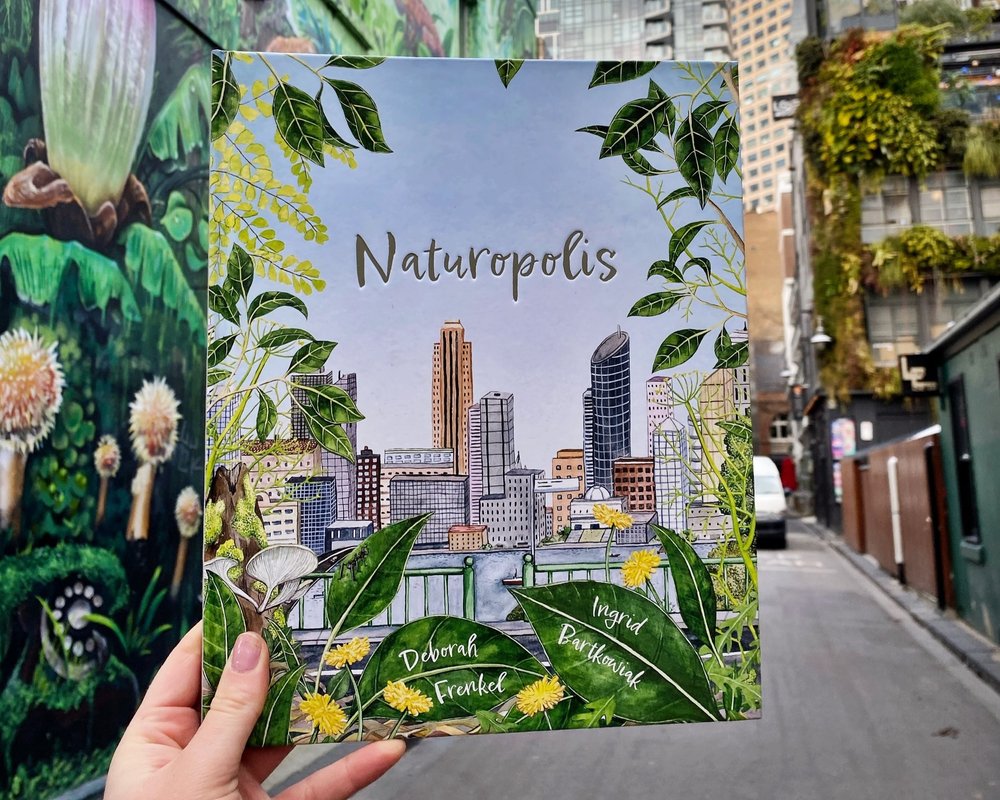 Naturopolis
Ingrid
Bartkowiak
Deborah
Frenkel